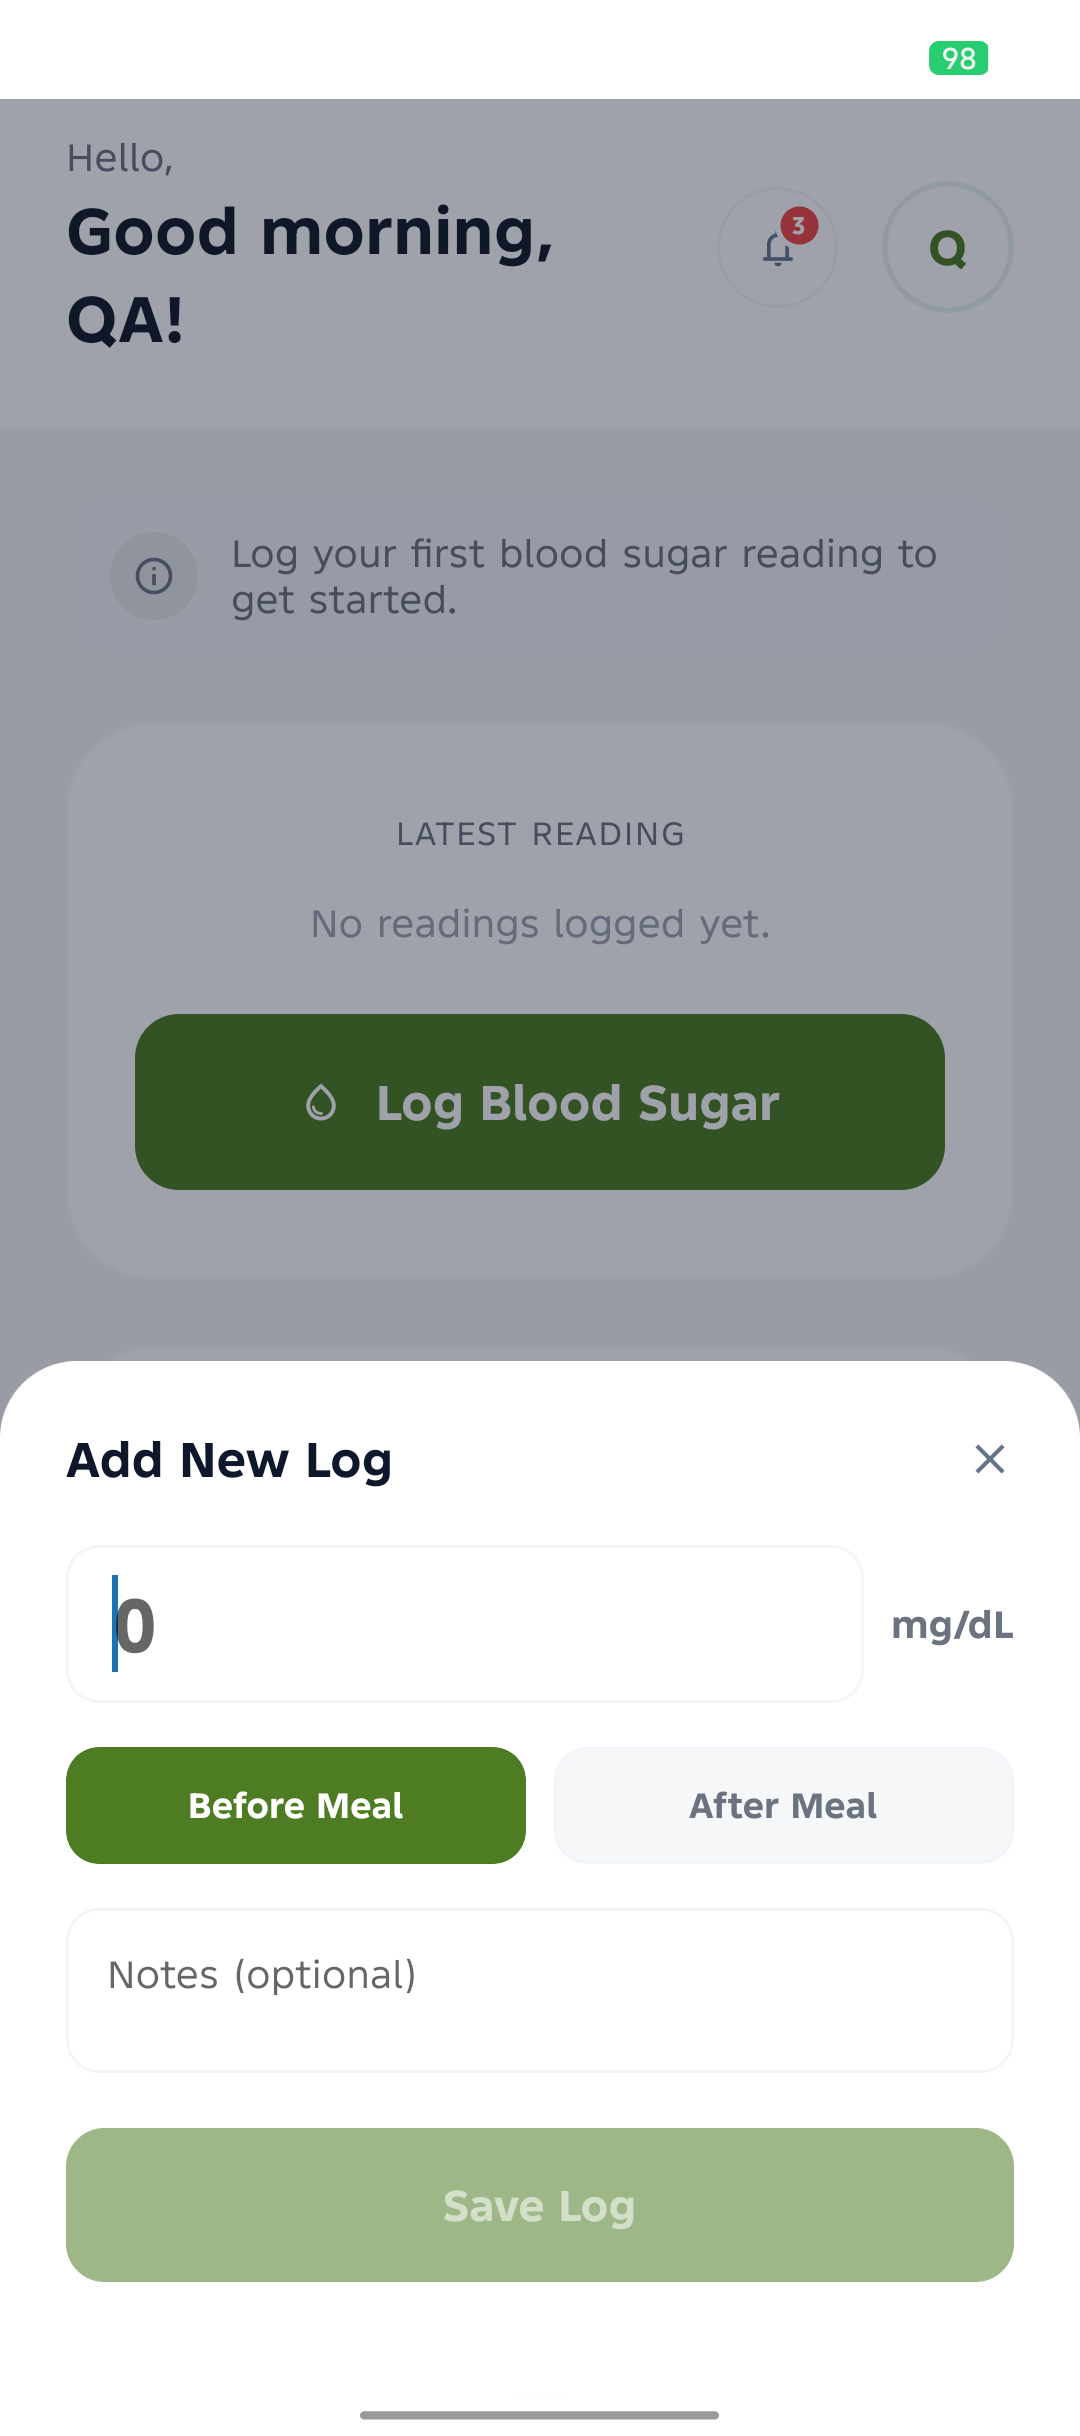 98
Hello,
Good morning,
QA!
3
Q
Log your first blood sugar reading to
get started.
LATEST READING
No readings logged yet.
Log Blood Sugar
Add New Log
0
mg/dL
Before Meal
After Meal
Notes (optional)
Save Log